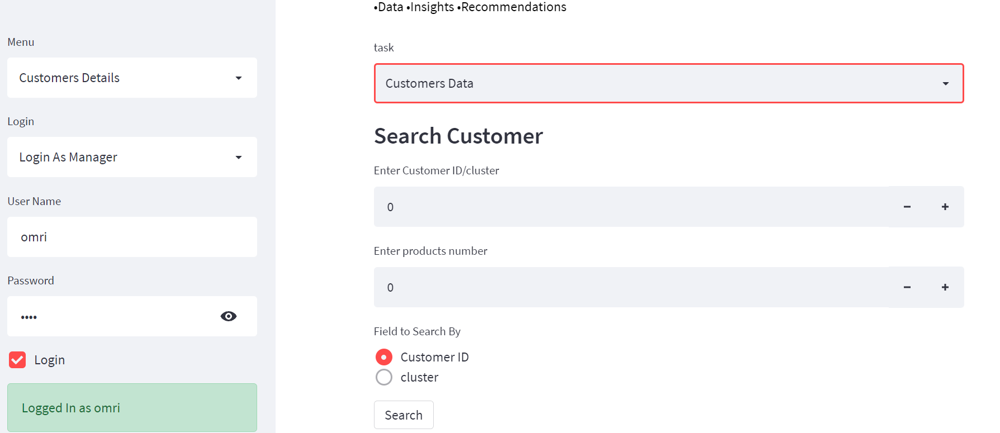 Menu
Customers Details
Login
Login As Manager
User Name
omri
Password
••••
Login
Logged In as omri
•Data •Insights •Recommendations
task
Customers Data
Search Customer
Enter Customer ID/cluster
0
Enter products number
0
Field to Search By
Customer ID
cluster
Search